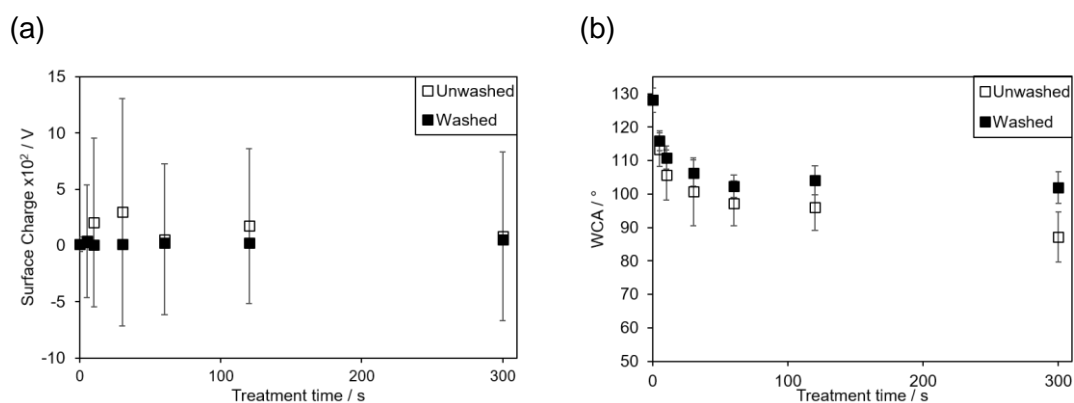 (a)
(b)
Surface Charge x10² / V
15
10
5
0
-5
-10
0
100
200
300
Treatment time / s
Unwashed
Washed
WCA / °
130
120
110
100
90
80
70
60
50
0
100
200
300
Treatment time / s
Unwashed
Washed